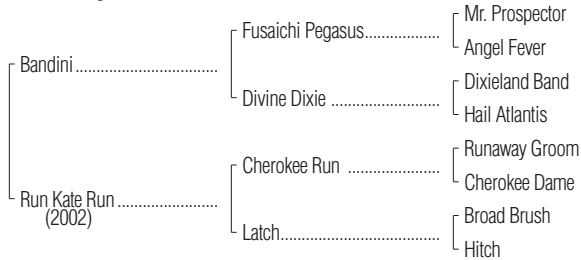 Mr. Prospector
Fusaichi Pegasus..................
Angel Fever
Bandini ..................................
Dixieland Band
Divine Dixie ..........................
Hail Atlantis
Runaway Groom
Cherokee Run ......................
Cherokee Dame
Run Kate Run ........................
(2002)
Broad Brush
Latch......................................
Hitch